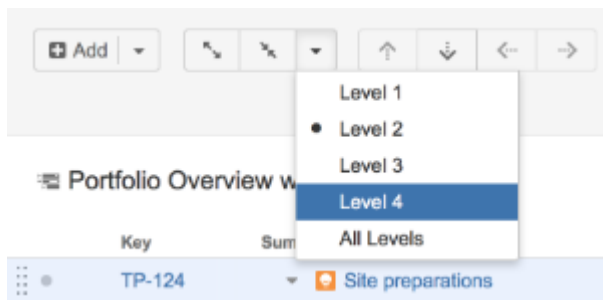 Add
Level 1
Level 2
Level 3
Portfolio Overview w
Level 4
All Levels
Key Sum
TP-124 Site preparations